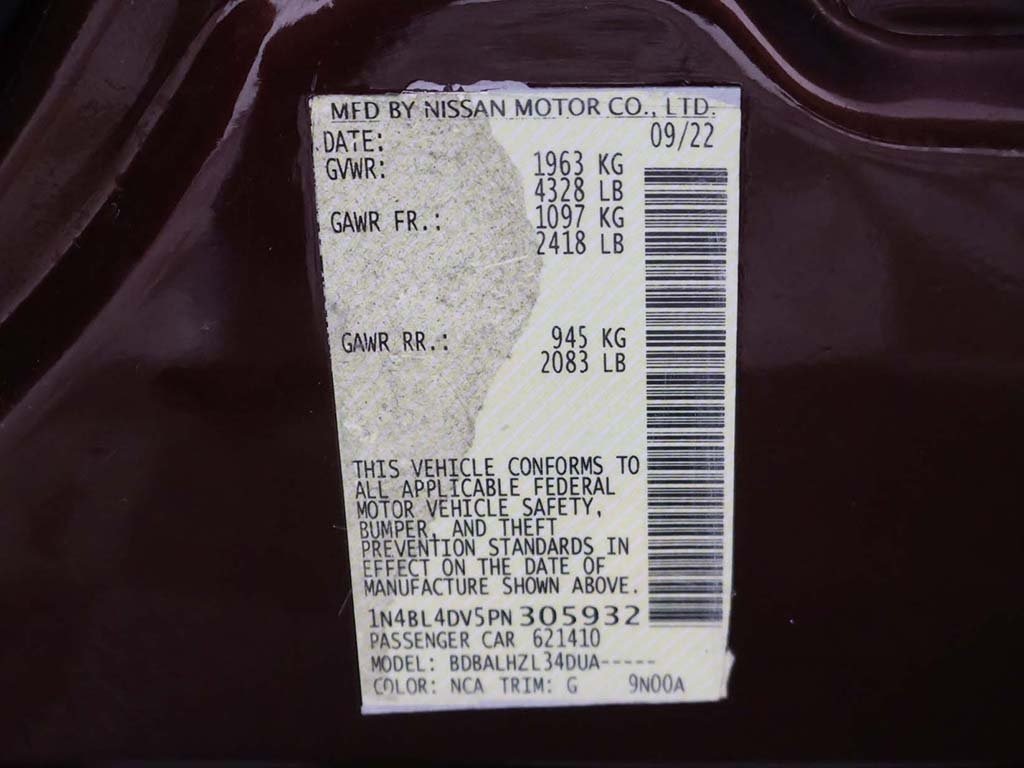 MFD BY NISSAN MOTOR CO., LTD.
DATE: 09/22
GVWR: 1963 KG
4328 LB
GAWR FR.: 1097 KG
2418 LB
GAWR RR.: 945 KG
2083 LB
THIS VEHICLE CONFORMS TO
ALL APPLICABLE FEDERAL
MOTOR VEHICLE SAFETY,
BUMPER, AND THEFT
PREVENTION STANDARDS IN
EFFECT ON THE DATE OF
MANUFACTURE SHOWN ABOVE.
1N4BL4DV5PN305932
PASSENGER CAR 621410
MODEL: BDBALHZL34DUA-----
COLOR: NCA TRIM: G 9N00A